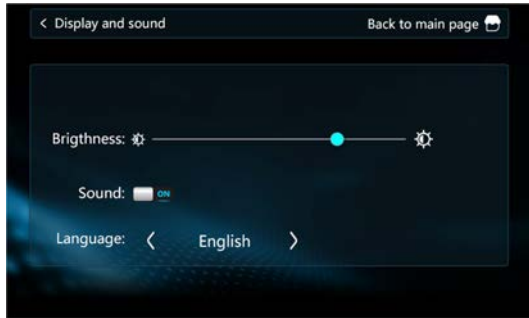 Display and sound
Back to main page
Brigthness:
Sound: ON
Language: English